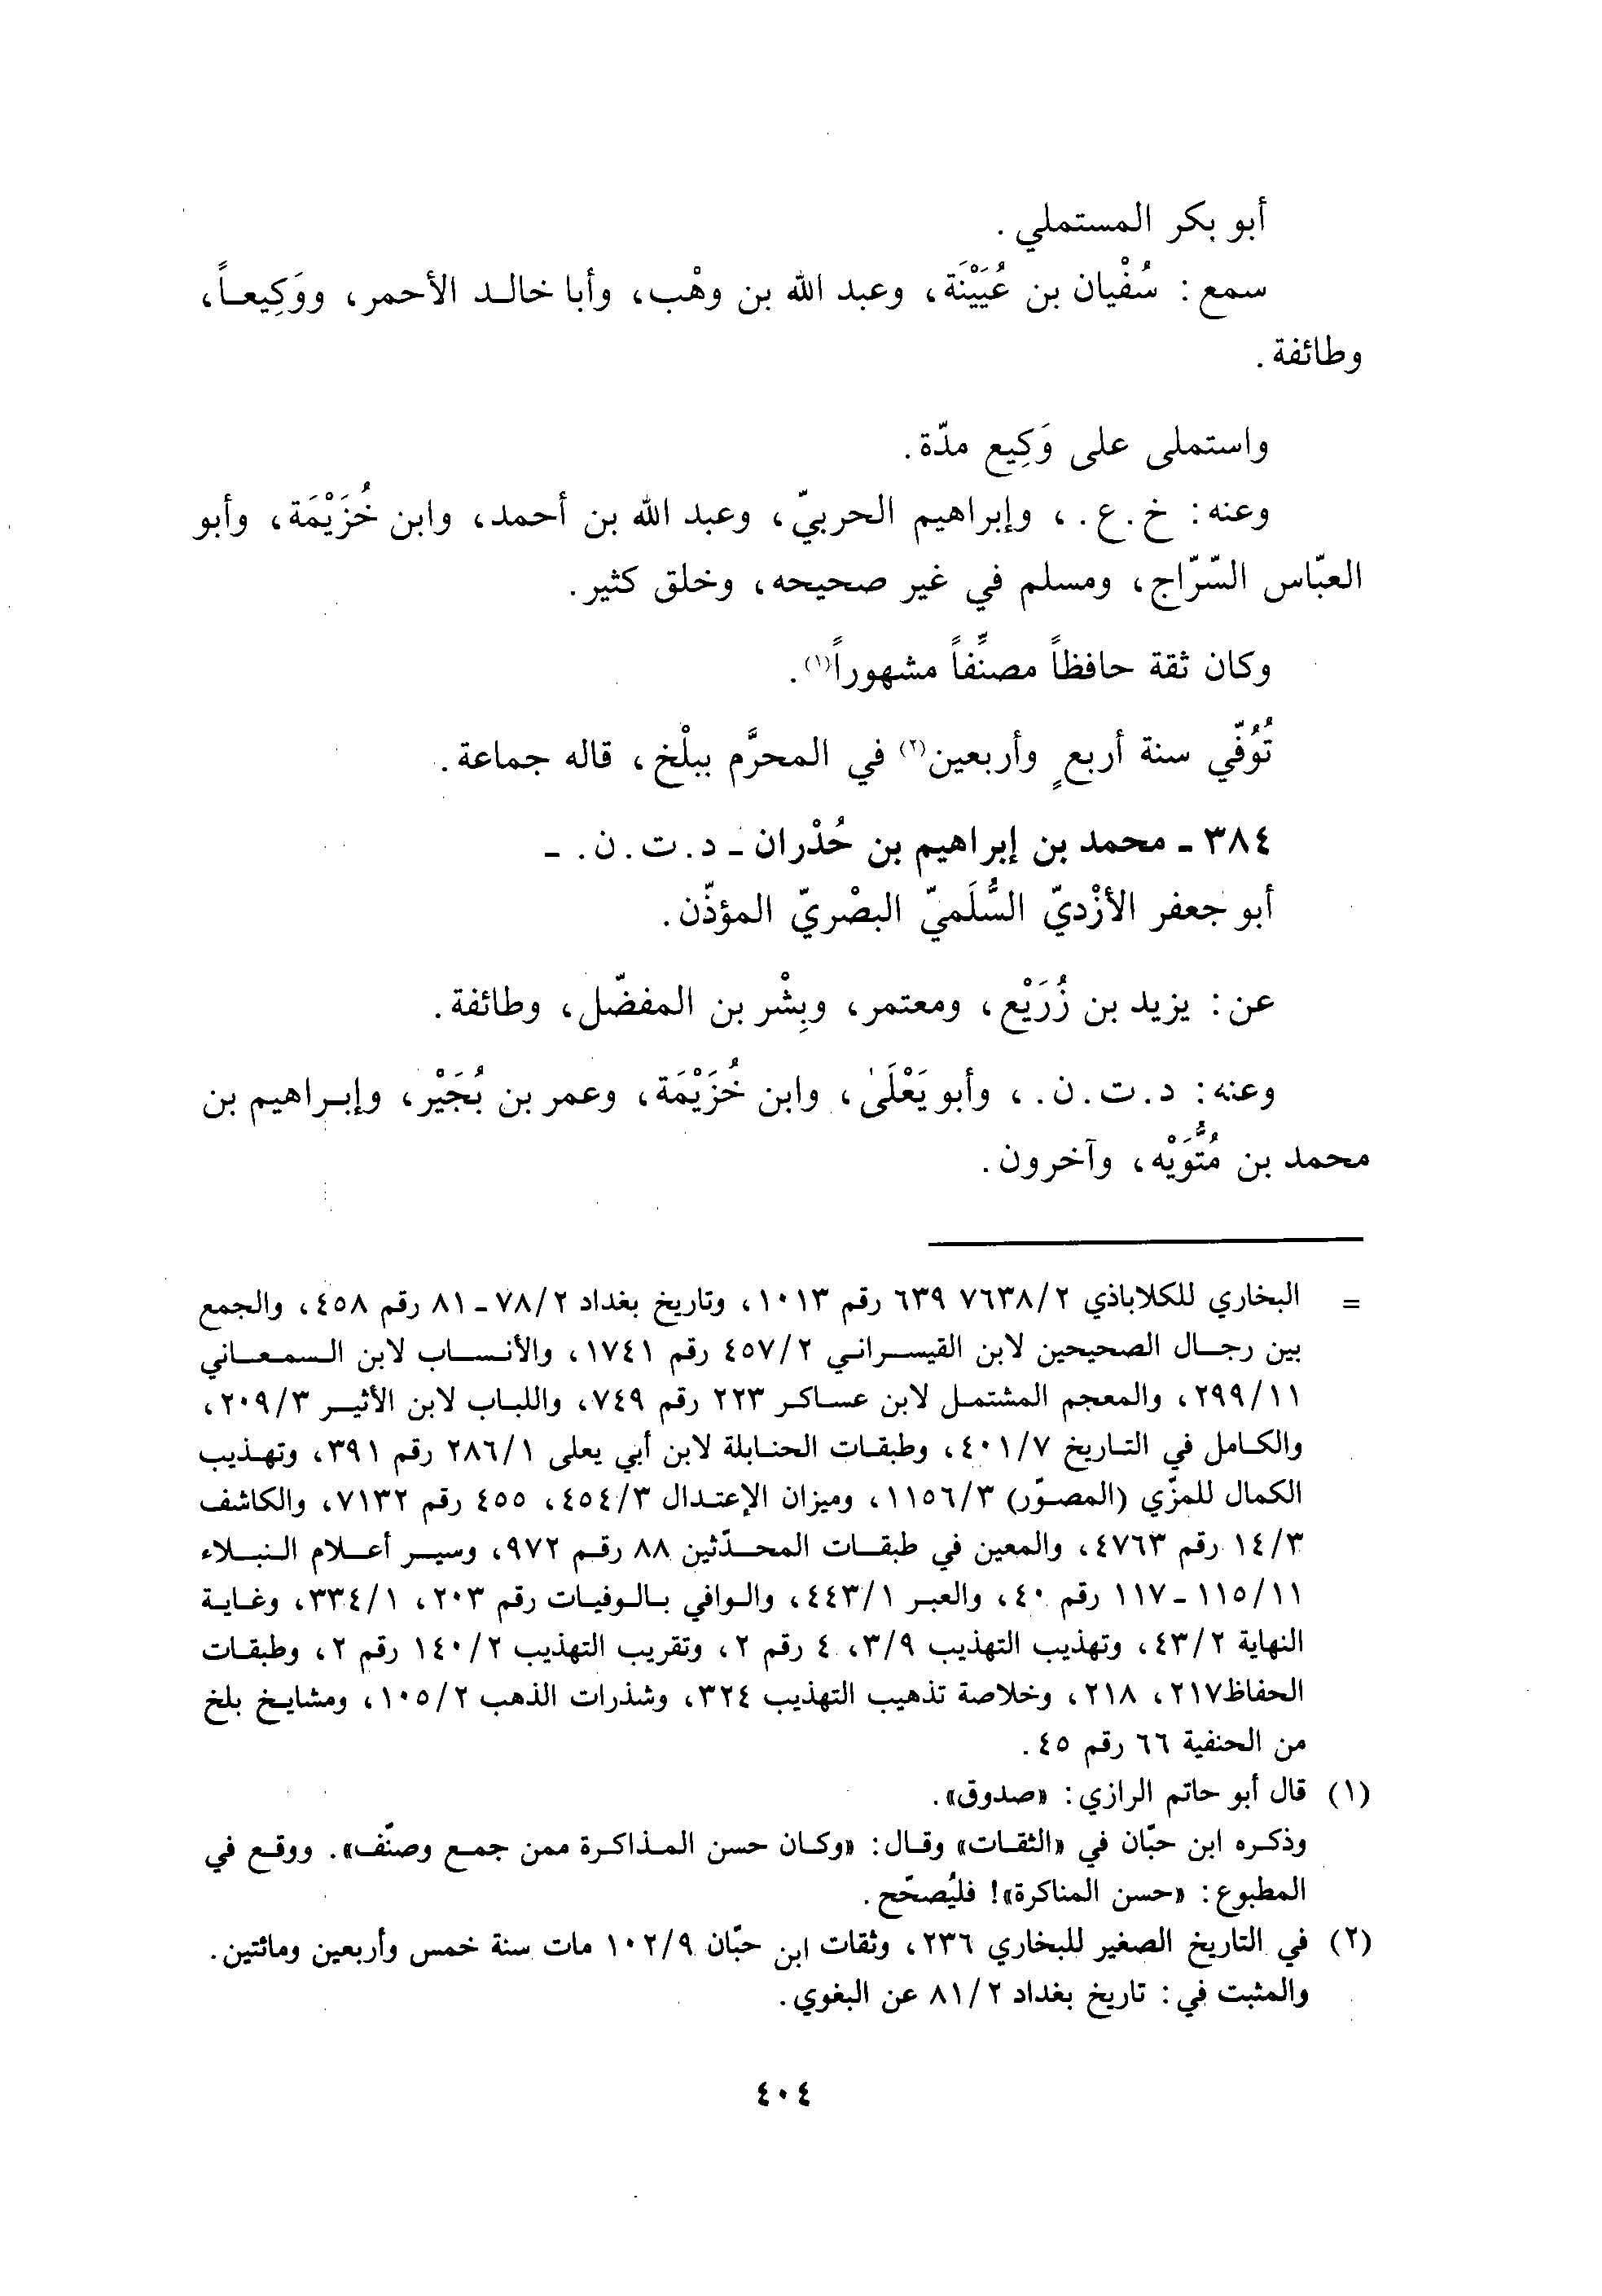 أبو بكر المستملي.
سمع: سُفْيان بن عُيَيْنَة، وعبد الله بن وهْب، وأبا خالد الأحمر، ووَكِيعاً،
وطائفة.
واستملى على وَكِيع مدّة.
وعنه: خ.ع.، وإبراهيم الحربيّ، وعبد الله بن أحمد، وابن خُزَيْمَة، وأبو
العبّاس السّرّاج، ومسلم في غير صحيحه، وخلق كثير.
وكان ثقة حافظاً مصنِّفاً مشهوراً(١).
تُوُفّي سنة أربعٍ وأربعين(٢) في المحرَّم ببلْخ، قاله جماعة.
٣٨٤ - محمد بن إبراهيم بن حُذْران - د.ت.ن. -
أبو جعفر الأزْديّ السُّلَميّ البصْريّ المؤذّن.
عن: يزيد بن زُرَيْع، ومعتمر، وبِشْر بن المفضّل، وطائفة.
وعنه: د.ت.ن.، وأبو يَعْلَىٰ، وابن خُزَيْمَة، وعمر بن بُجَيْر، وإبراهيم بن
محمد بن مُتُّوَيْه، وآخرون.
= البخاري للكلاباذي ٧٦٣٨/٢ ٦٣٩ رقم ١٠١٣، وتاريخ بغداد ٧٨/٢ - ٨١ رقم ٤٥٨، والجمع
بين رجال الصحيحين لابن القيسراني ٤٥٧/٢ رقم ١٧٤١، والأنساب لابن السمعاني
٢٩٩/١١، والمعجم المشتمل لابن عساكر ٢٢٣ رقم ٧٤٩، واللباب لابن الأثير ٢٠٩/٣،
والكامل في التاريخ ٤٠١/٧، وطبقات الحنابلة لابن أبي يعلى ٢٨٦/١ رقم ٣٩١، وتهذيب
الكمال للمزّي (المصوّر) ١١٥٦/٣، وميزان الإعتدال ٤٥٤/٣، ٤٥٥ رقم ٧١٣٢، والكاشف
١٤/٣ رقم ٤٧٦٣، والمعين في طبقات المحدّثين ٨٨ رقم ٩٧٢، وسير أعلام النبلاء
١١٥/١١ - ١١٧ رقم ٤٠، والعبر ٤٤٣/١، والوافي بالوفيات رقم ٢٠٣، ٣٣٤/١، وغاية
النهاية ٤٣/٢، وتهذيب التهذيب ٣/٩، ٤ رقم ٢، وتقريب التهذيب ١٤٠/٢ رقم ٢، وطبقات
الحفاظ ٢١٧، ٢١٨، وخلاصة تذهيب التهذيب ٣٢٤، وشذرات الذهب ١٠٥/٢، ومشايخ بلخ
من الحنفية ٦٦ رقم ٤٥.
(١) قال أبو حاتم الرازي: «صدوق».
وذكره ابن حبّان في «الثقات» وقال: «وكان حسن المذاكرة ممن جمع وصنّف». ووقع في
المطبوع: «حسن المناكرة»! فليُصحّح.
(٢) في التاريخ الصغير للبخاري ٢٣٦، وثقات ابن حبّان ١٠٢/٩ مات سنة خمس وأربعين ومائتين.
والمثبت في: تاريخ بغداد ٨١/٢ عن البغوي.
٤٠٤